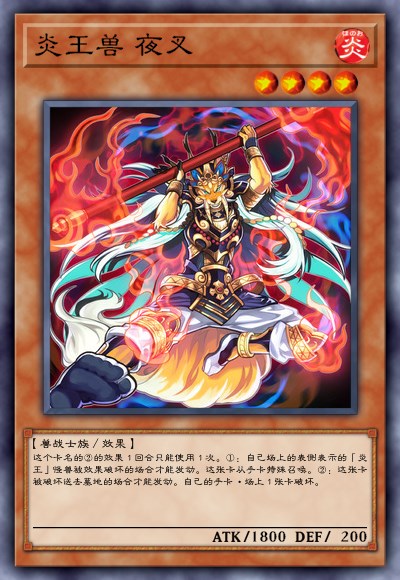 炎王兽 夜叉
ほのお
炎
【兽战士族／效果】
这个卡名的②的效果1回合只能使用1次。①：自己场上的表侧表示的「炎
王」怪兽被效果破坏的场合才能发动。这张卡从手卡特殊召唤。②：这张卡
被破坏送去墓地的场合才能发动。自己的手卡·场上1张卡破坏。
ATK/1800 DEF/ 200